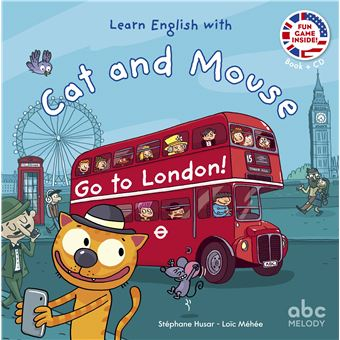 Learn English with
FUN
GAME
INSIDE!
Book + CD
Cat and Mouse
15
Go to London!
ABC
Stéphane Husar - Loïc Méhée
abc
MELODY